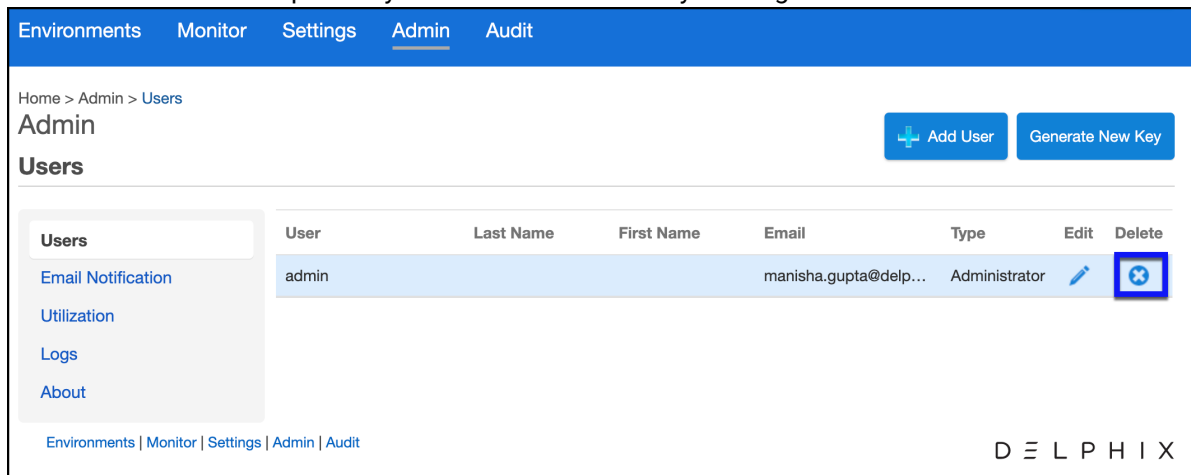 Environments Monitor Settings Admin Audit
Home > Admin > Users
Admin
Add User Generate New Key
Users
Users
Email Notification
Utilization
Logs
About
User Last Name First Name Email Type Edit Delete
admin manisha.gupta@delp... Administrator
Environments | Monitor | Settings | Admin | Audit
DELPHIX